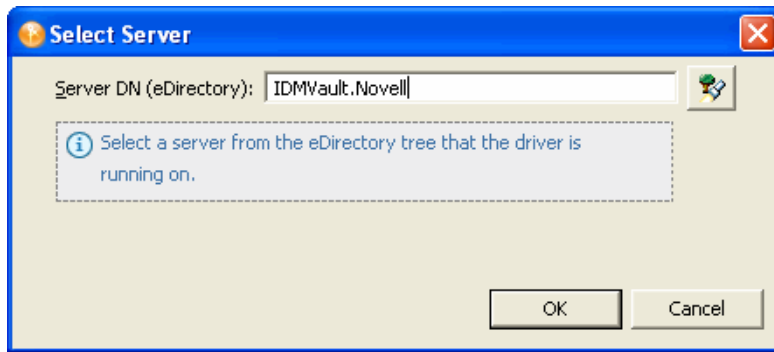 Select Server
Server DN (eDirectory): IDMVault.Novell
Select a server from the eDirectory tree that the driver is
running on.
OK Cancel